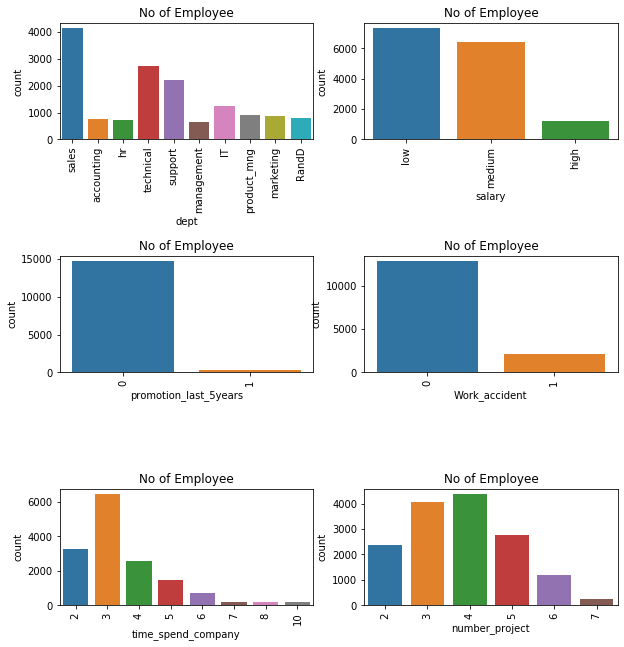 No of Employee
count
4000
3000
2000
1000
0
sales
accounting
hr
technical
support
management
IT
product_mng
marketing
RandD
dept
No of Employee
count
6000
4000
2000
0
low
medium
high
salary
No of Employee
count
15000
10000
5000
0
0
1
promotion_last_5years
No of Employee
count
10000
5000
0
0
1
Work_accident
No of Employee
count
6000
4000
2000
0
2
3
4
5
6
7
8
10
time_spend_company
No of Employee
count
4000
3000
2000
1000
0
2
3
4
5
6
7
number_project